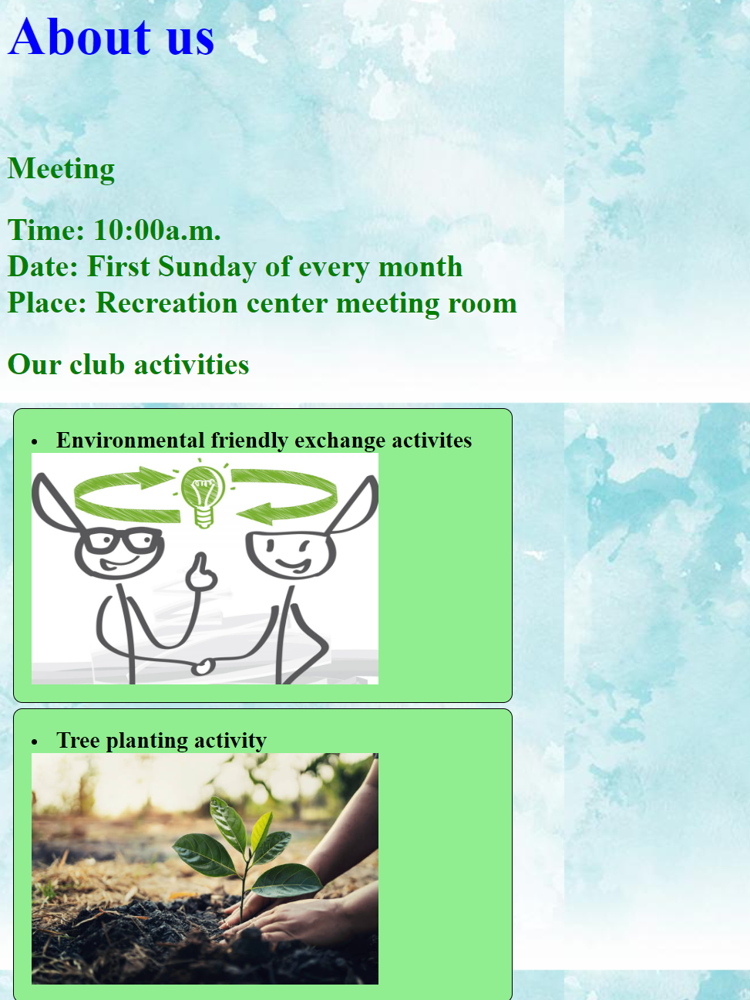 About us
Meeting
Time: 10:00a.m.
Date: First Sunday of every month
Place: Recreation center meeting room
Our club activities
• Environmental friendly exchange activites
• Tree planting activity